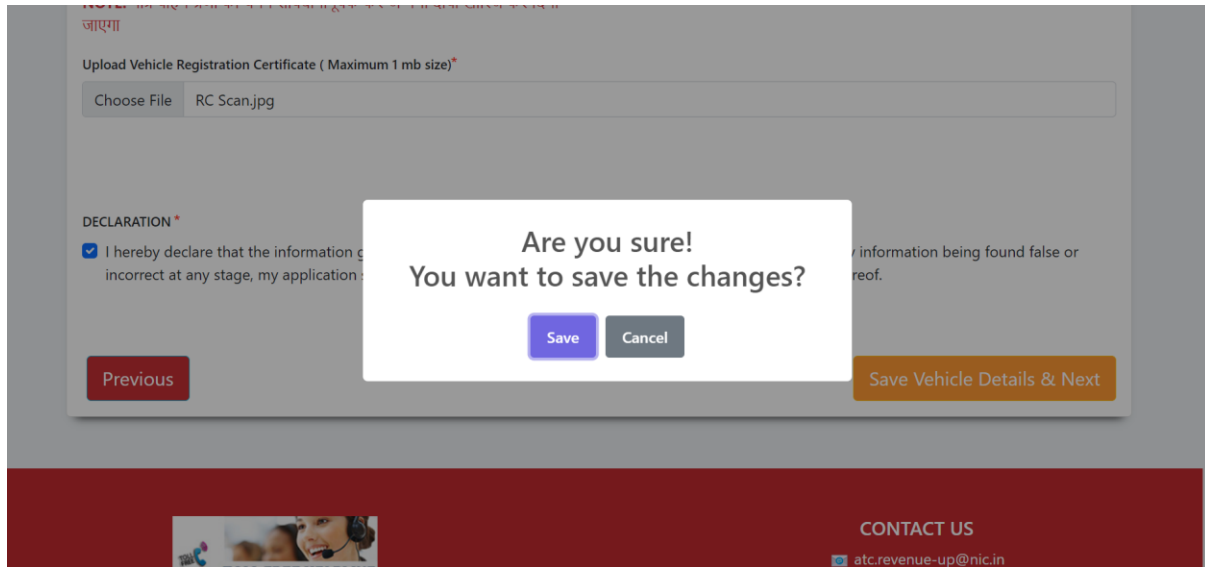 जाएगा
Upload Vehicle Registration Certificate ( Maximum 1 mb size)*
Choose File RC Scan.jpg
DECLARATION *
I hereby declare that the information
information being found false or
incorrect at any stage, my application
reof.
Are you sure!
You want to save the changes?
Save Cancel
Previous
Save Vehicle Details & Next
CONTACT US
atc.revenue-up@nic.in